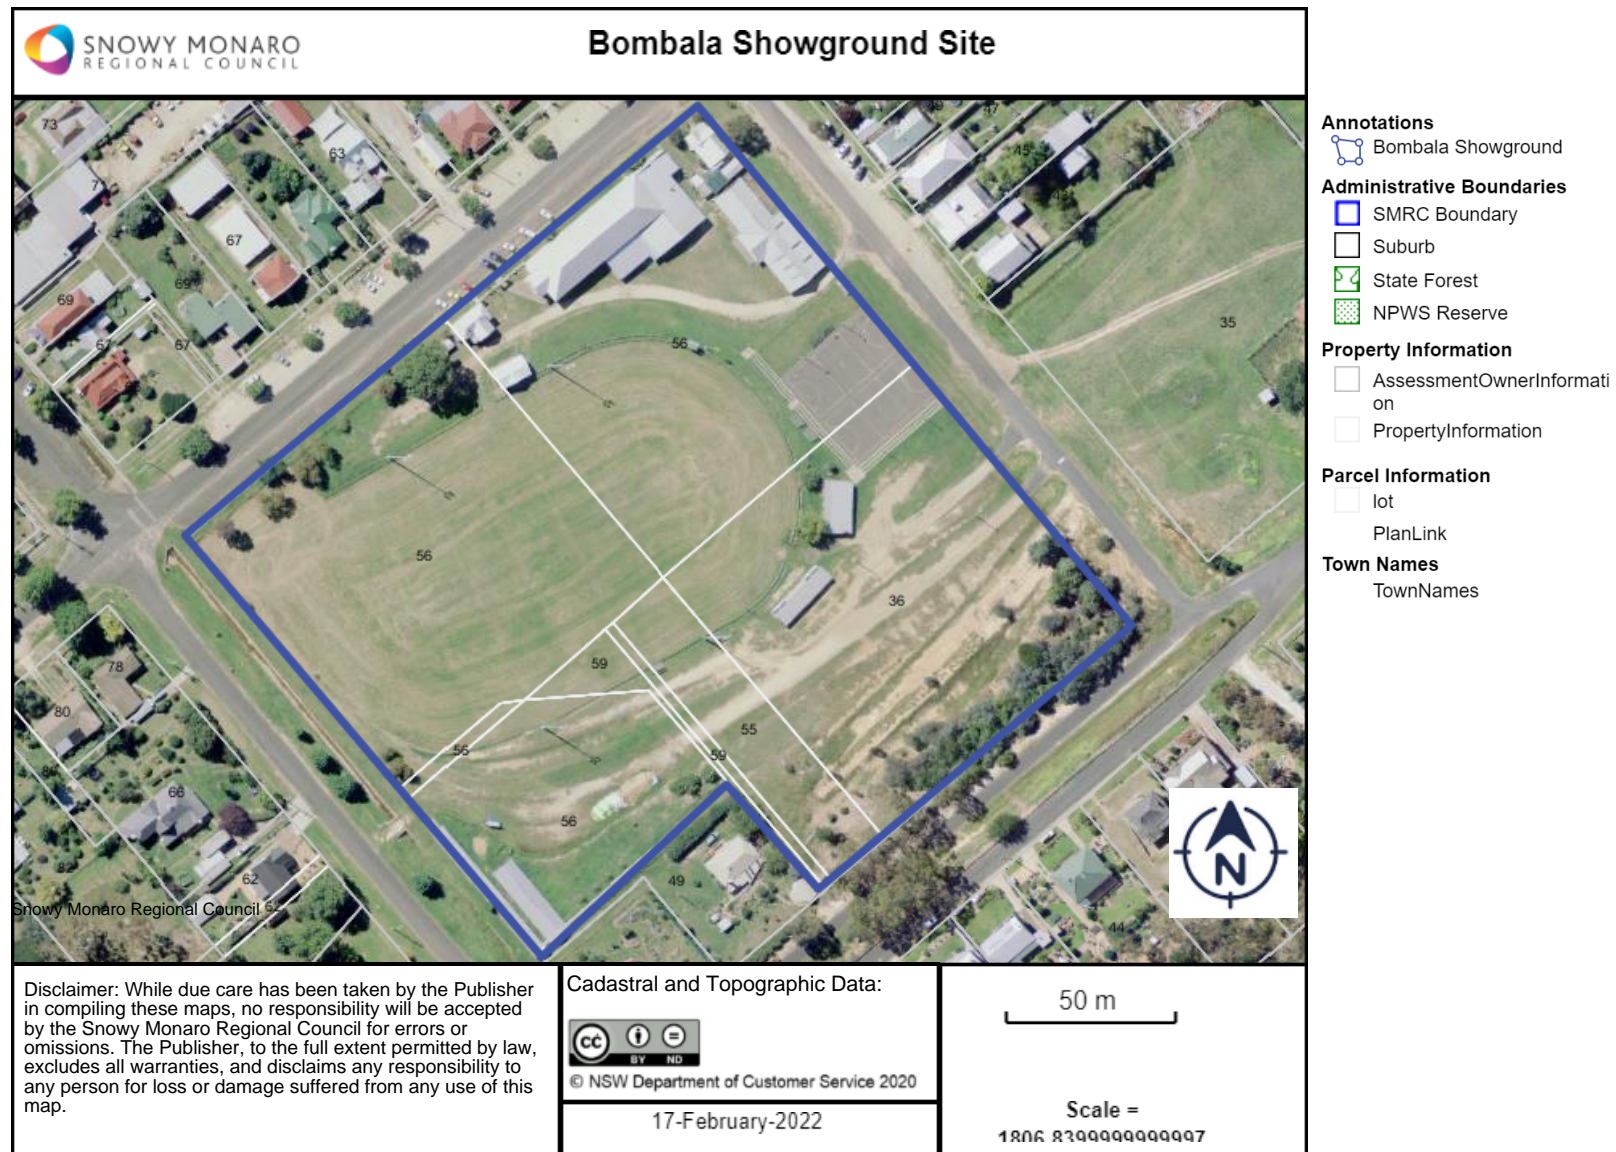 SNOWY MONARO
REGIONAL COUNCIL
Bombala Showground Site
73
63
67
69
69
67
67
47
45
35
56
56
36
59
55
59
56
56
78
80
66
62
49
44
Snowy Monaro Regional Council
N
Annotations
Bombala Showground
Administrative Boundaries
SMRC Boundary
Suburb
State Forest
NPWS Reserve
Property Information
AssessmentOwnerInformati
on
PropertyInformation
Parcel Information
lot
PlanLink
Town Names
TownNames
Disclaimer: While due care has been taken by the Publisher
in compiling these maps, no responsibility will be accepted
by the Snowy Monaro Regional Council for errors or
omissions. The Publisher, to the full extent permitted by law,
excludes all warranties, and disclaims any responsibility to
any person for loss or damage suffered from any use of this
map.
Cadastral and Topographic Data:
cc
BY ND
© NSW Department of Customer Service 2020
17-February-2022
50 m
Scale =
1806.8399999999997